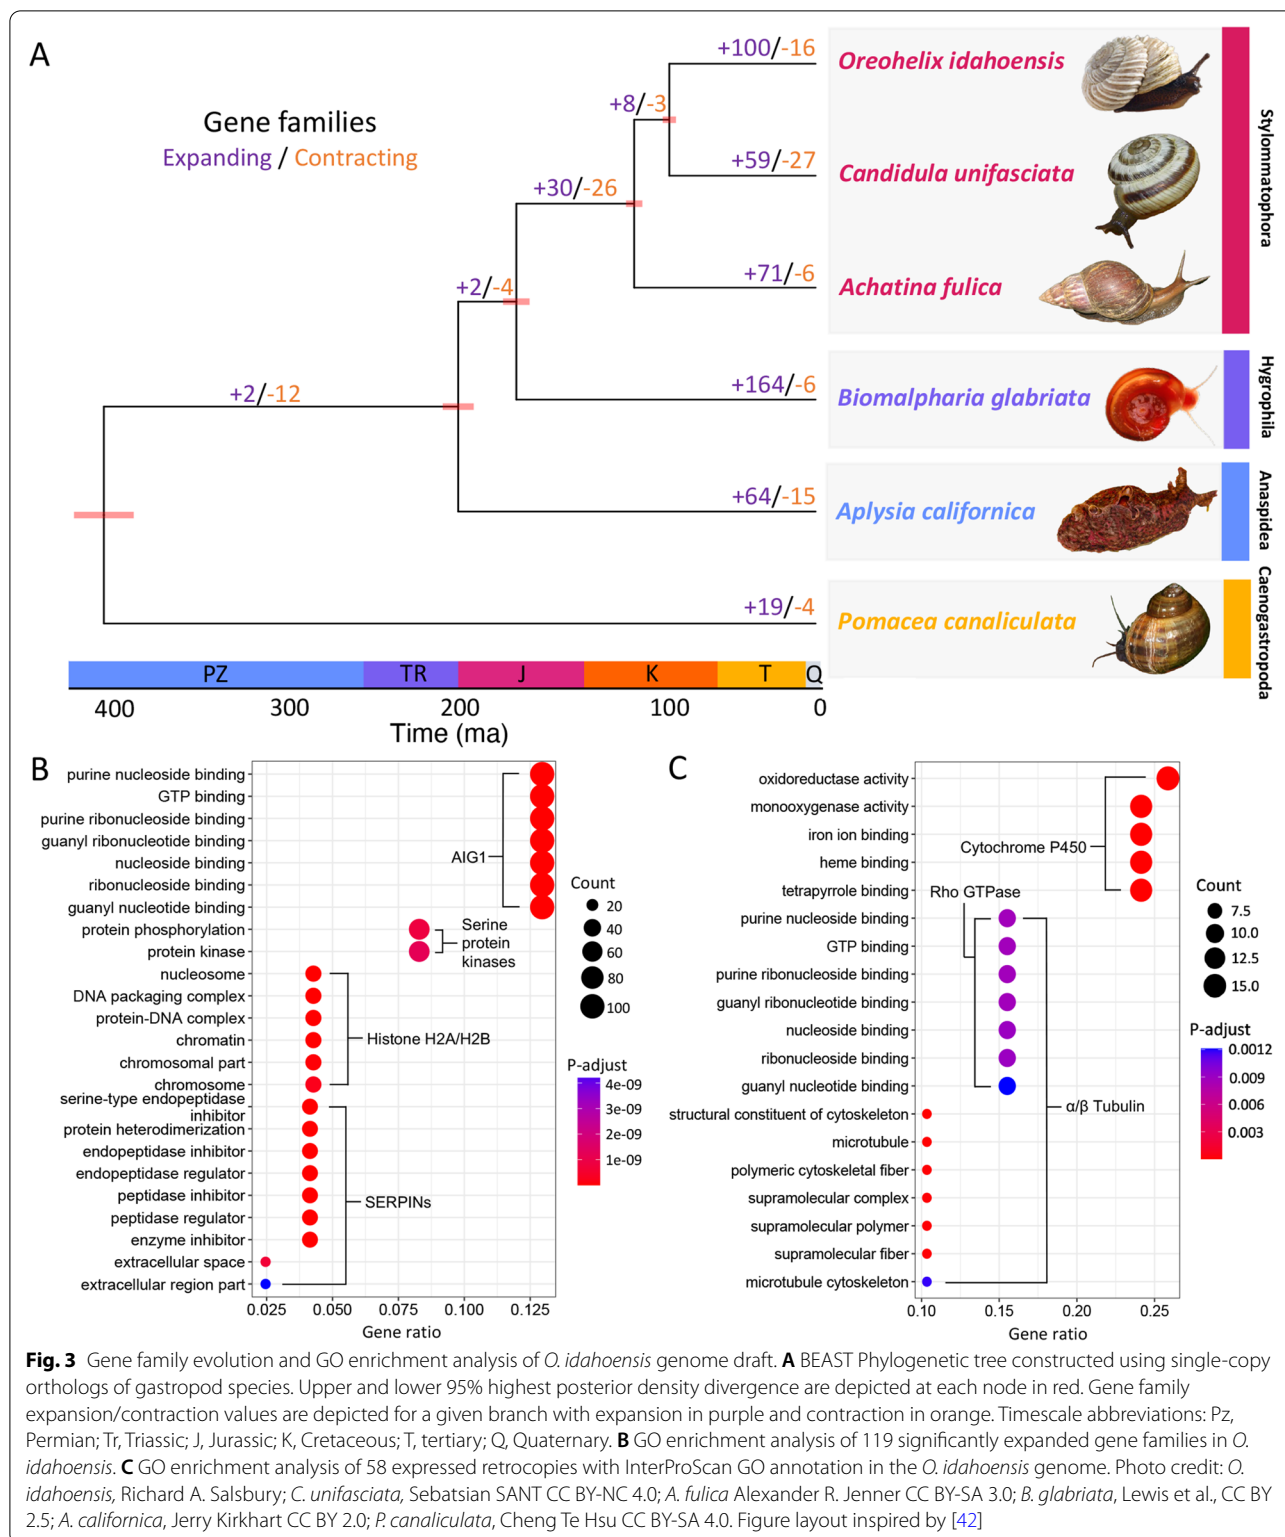 A
Gene families
Expanding / Contracting
+100/-16
Oreohelix idahoensis
+8/-3
+59/-27
Candidula unifasciata
+30/-26
+71/-6
Achatina fulica
Stylommatophora
+2/-4
+164/-6
Biomalpharia glabriata
Hygrophila
+2/-12
+64/-15
Aplysia californica
Anaspidea
+19/-4
Pomacea canaliculata
Caenogastropoda
PZ TR J K T Q
400 300 200 100 0
Time (ma)
B
purine nucleoside binding
GTP binding
purine ribonucleoside binding
guanyl ribonucleotide binding
nucleoside binding
ribonucleoside binding
guanyl nucleotide binding
protein phosphorylation
protein kinase
nucleosome
DNA packaging complex
protein-DNA complex
chromatin
chromosomal part
chromosome
serine-type endopeptidase
inhibitor
protein heterodimerization
endopeptidase inhibitor
endopeptidase regulator
peptidase inhibitor
peptidase regulator
enzyme inhibitor
extracellular space
extracellular region part
AIG1
Serine
protein
kinases
Histone H2A/H2B
SERPINs
0.025 0.050 0.075 0.100 0.125
Gene ratio
Count
20
40
60
80
100
P-adjust
4e-09
3e-09
2e-09
1e-09
C
oxidoreductase activity
monooxygenase activity
iron ion binding
heme binding
tetrapyrrole binding
purine nucleoside binding
GTP binding
purine ribonucleoside binding
guanyl ribonucleotide binding
nucleoside binding
ribonucleoside binding
guanyl nucleotide binding
structural constituent of cytoskeleton
microtubule
polymeric cytoskeletal fiber
supramolecular complex
supramolecular polymer
supramolecular fiber
microtubule cytoskeleton
Cytochrome P450
Rho GTPase
α/β Tubulin
0.10 0.15 0.20 0.25
Gene ratio
Count
7.5
10.0
12.5
15.0
P-adjust
0.0012
0.009
0.006
0.003
Fig. 3 Gene family evolution and GO enrichment analysis of O. idahoensis genome draft. A BEAST Phylogenetic tree constructed using single-copy
orthologs of gastropod species. Upper and lower 95% highest posterior density divergence are depicted at each node in red. Gene family
expansion/contraction values are depicted for a given branch with expansion in purple and contraction in orange. Timescale abbreviations: Pz,
Permian; Tr, Triassic; J, Jurassic; K, Cretaceous; T, tertiary; Q, Quaternary. B GO enrichment analysis of 119 significantly expanded gene families in O.
idahoensis. C GO enrichment analysis of 58 expressed retrocopies with InterProScan GO annotation in the O. idahoensis genome. Photo credit: O.
idahoensis, Richard A. Salsbury; C. unifasciata, Sebatsian SANT CC BY-NC 4.0; A. fulica Alexander R. Jenner CC BY-SA 3.0; B. glabriata, Lewis et al., CC BY
2.5; A. californica, Jerry Kirkhart CC BY 2.0; P. canaliculata, Cheng Te Hsu CC BY-SA 4.0. Figure layout inspired by [42]